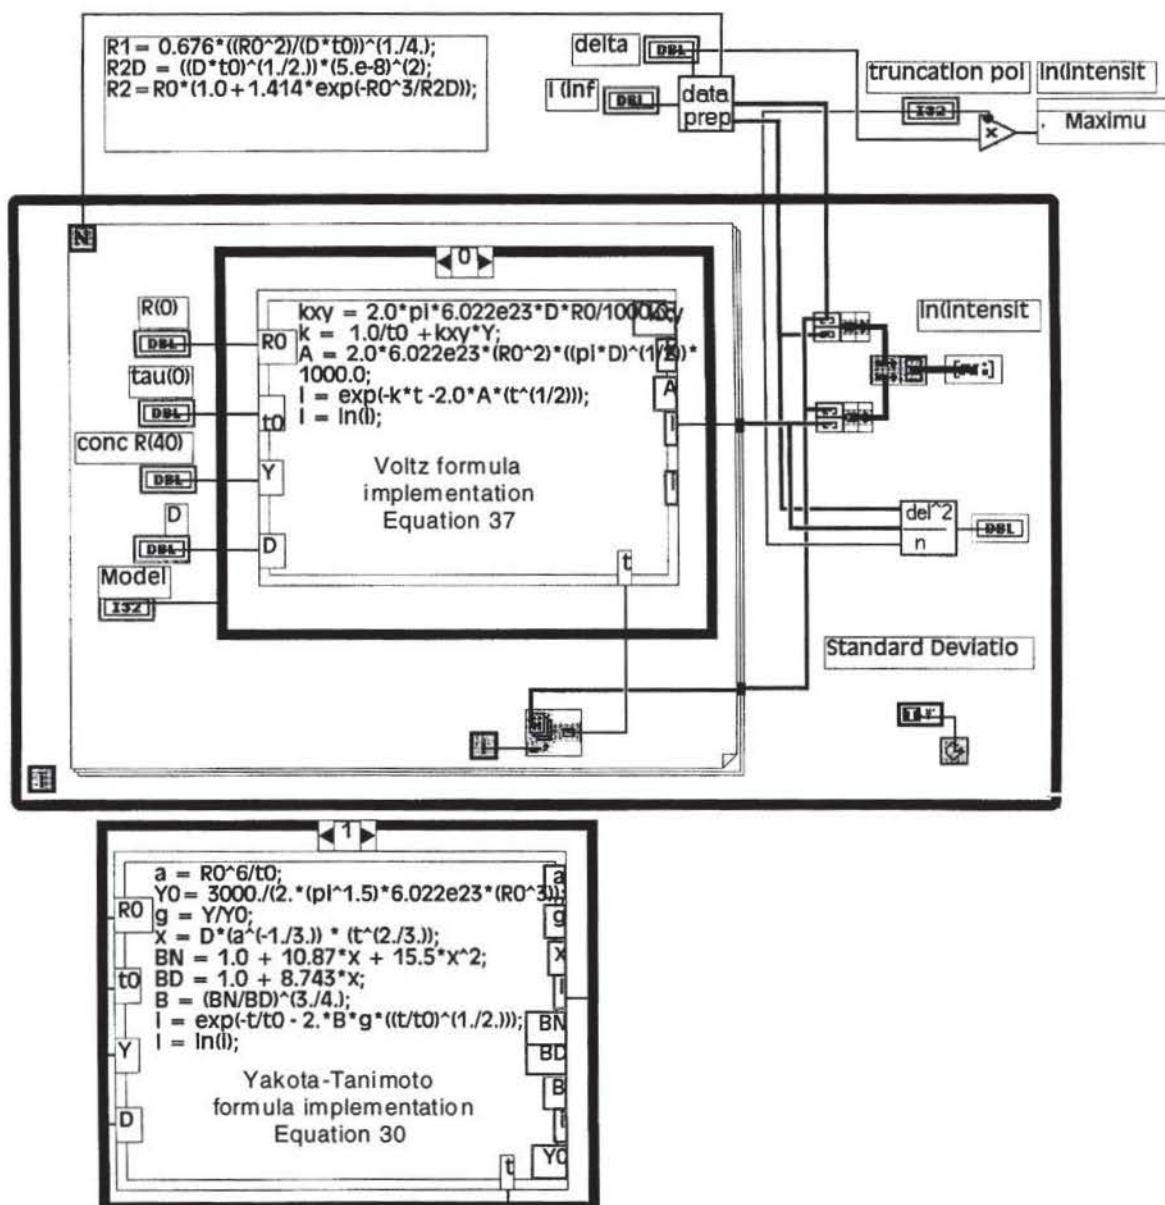 R1 = 0.676*((R0^2)/(D*t0))^(1./4.);
R2D = ((D*t0)^(1./2.))*(5.e-8)^(2);
R2=R0*(1.0+1.414*exp(-R0^3/R2D));
delta
DBL
I (inf
DBL
data
prep
truncation poi
I32
x
ln(intensit
Maximu
N
0
R(0)
DBL
tau(0)
DBL
conc R(40)
DBL
D
DBL
Model
I32
R0
t0
Y
D
kxy = 2.0*pi*6.022e23*D*R0/1000.0;
k = 1.0/t0 +kxy*Y;
A = 2.0*6.022e23*(R0^2)*((pi*D)^(1/2))*
1000.0;
i = exp(-k*t -2.0*A*(t^(1/2)));
l = ln(i);
Voltz formula
implementation
Equation 37
A
t
ln(intensit
del^2
n
DBL
Standard Deviatio
i
1
a = R0^6/t0;
Y0= 3000./(2.*(pi^1.5)*6.022e23*(R0^3));
g = Y/Y0;
x = D*(a^(-1./3.)) * (t^(2./3.));
BN = 1.0 + 10.87*x + 15.5*x^2;
BD = 1.0 + 8.743*x;
B = (BN/BD)^(3./4.);
i = exp(-t/t0 - 2.*B*g*((t/t0)^(1./2.)));
l = ln(i);
Yakota-Tanimoto
formula implementation
Equation 30
R0
t0
Y
D
a
g
x
BN
BD
B
Y0
t